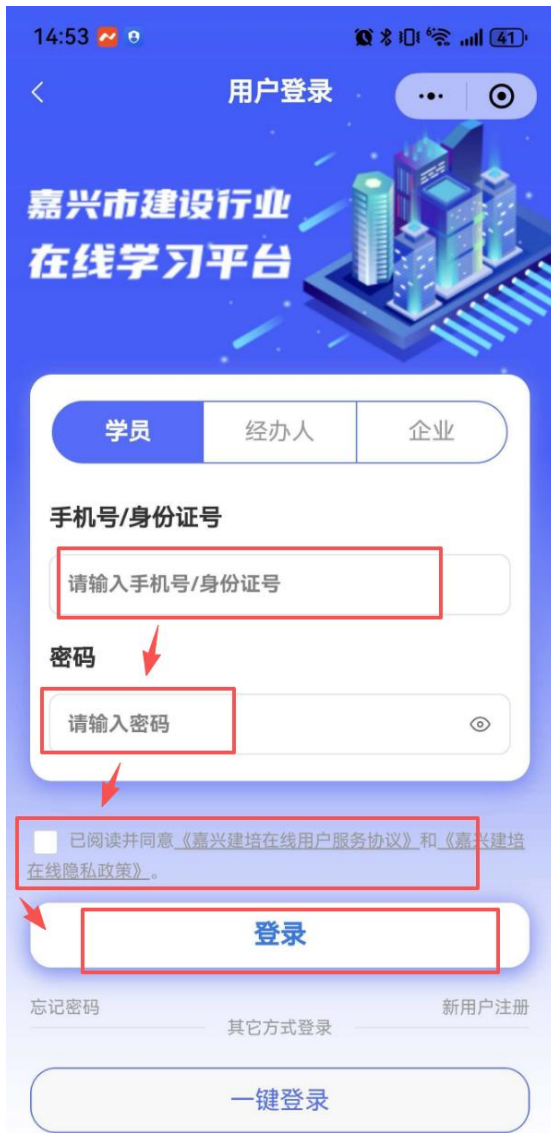 14:53
41
用户登录
嘉兴市建设行业
在线学习平台
学员
经办人
企业
手机号/身份证号
请输入手机号/身份证号
密码
请输入密码
已阅读并同意《嘉兴建培在线用户服务协议》和《嘉兴建培
在线隐私政策》。
登录
忘记密码
新用户注册
其它方式登录
一键登录